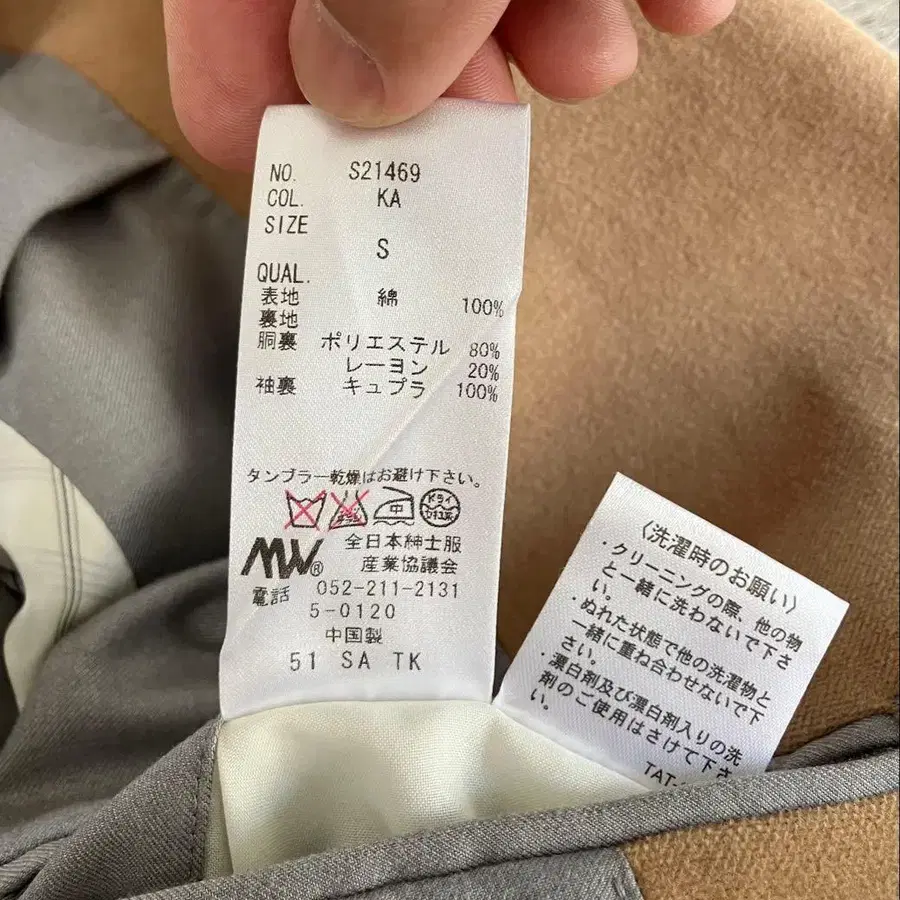 NO. S21469
COL. KA
SIZE
S
QUAL.
表地 綿 100%
裏地
胴裏 ポリエステル 80%
レーヨン 20%
袖裏 キュプラ 100%
タンブラー乾燥はお避け下さい。
中 ドライ
MW® 全日本紳士服
産業協議会
電話 052-211-2131
5-0120
中国製
51 SA TK
〈洗濯時のお願い〉
・クリーニングの際、他の物
と一緒に洗わないで下さ
い。
・ぬれた状態で他の洗濯物と
一緒に重ね合わせないで下
さい。
・漂白剤及び漂白剤入りの洗
剤のご使用はさけて下さ
い。
TAT-